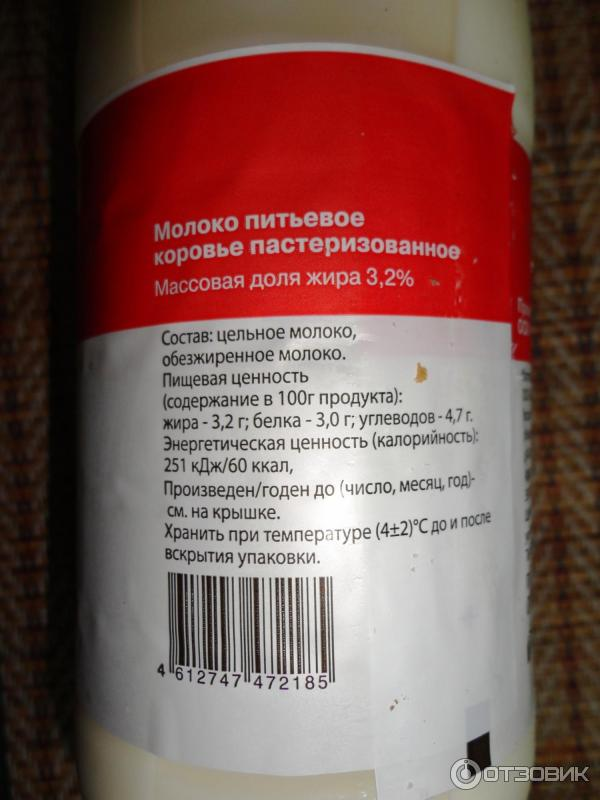 Молоко питьевое
коровье пастеризованное
Массовая доля жира 3,2%
Состав: цельное молоко,
обезжиренное молоко.
Пищевая ценность
(содержание в 100г продукта):
жира - 3,2 г; белка - 3,0 г; углеводов - 4,7 г.
Энергетическая ценность (калорийность):
251 кДж/60 ккал,
Произведен/годен до (число, месяц, год)-
см. на крышке.
Хранить при температуре (4±2)°С до и после
вскрытия упаковки.
4 612747 472185
ОТЗОВИК